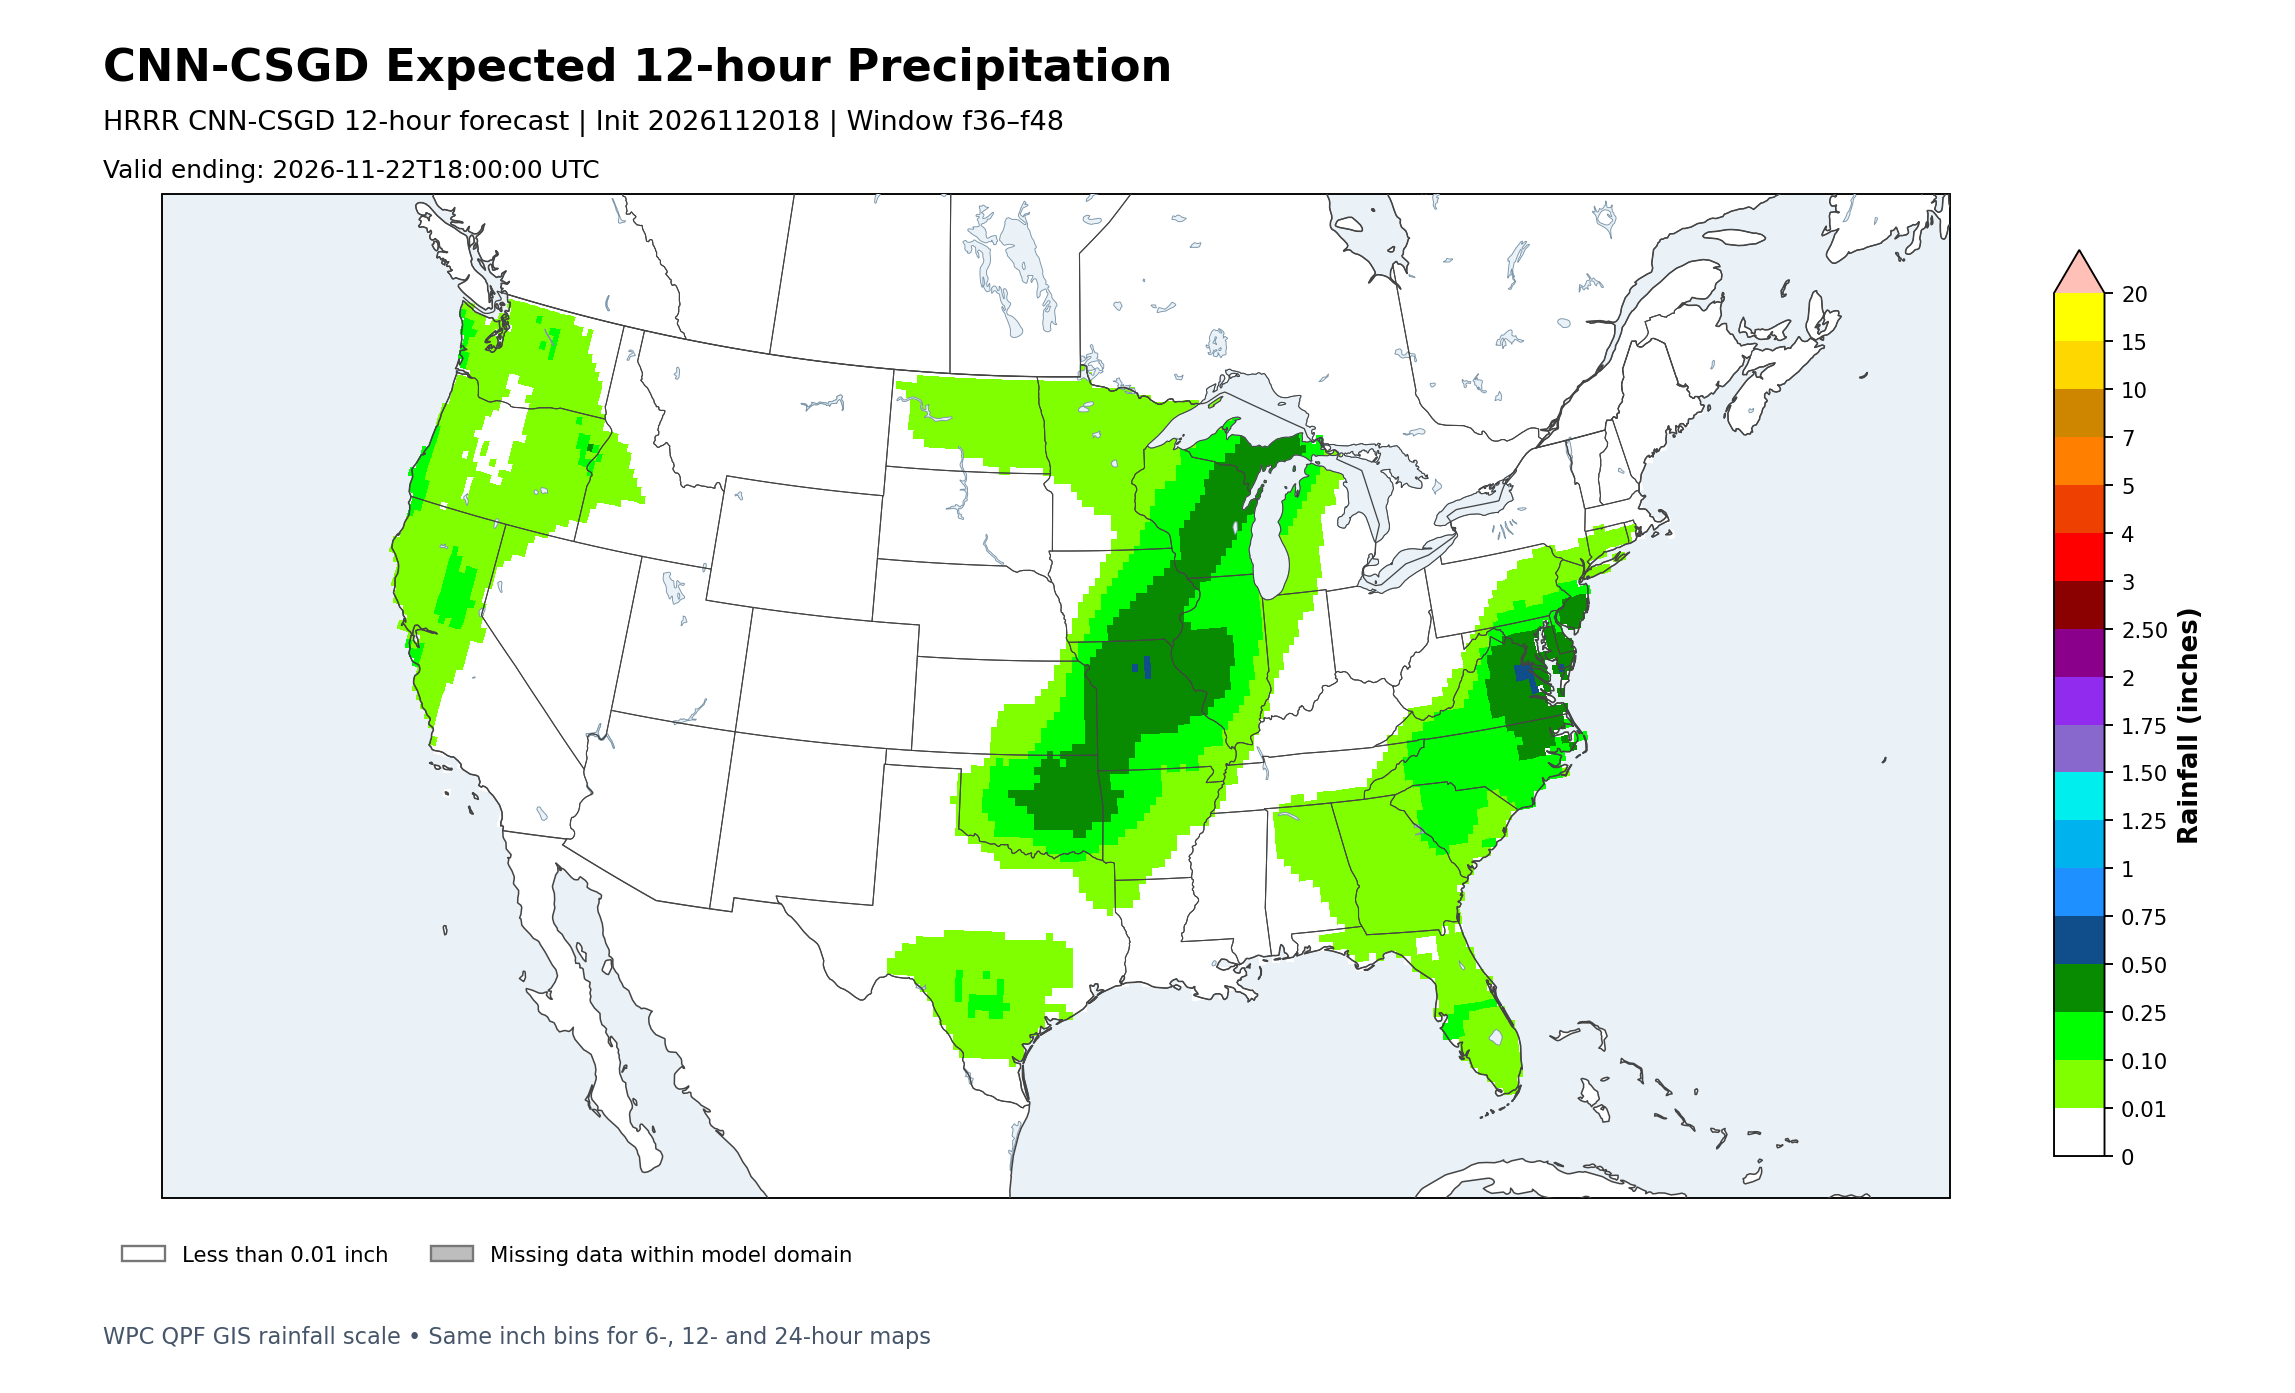 CNN-CSGD Expected 12-hour Precipitation
HRRR CNN-CSGD 12-hour forecast | Init 2026112018 | Window f36–f48
Valid ending: 2026-11-22T18:00:00 UTC
20
15
10
7
5
4
3
2.50
2
1.75
1.50
1.25
1
0.75
0.50
0.25
0.10
0.01
0
Rainfall (inches)
Less than 0.01 inch
Missing data within model domain
WPC QPF GIS rainfall scale • Same inch bins for 6-, 12- and 24-hour maps